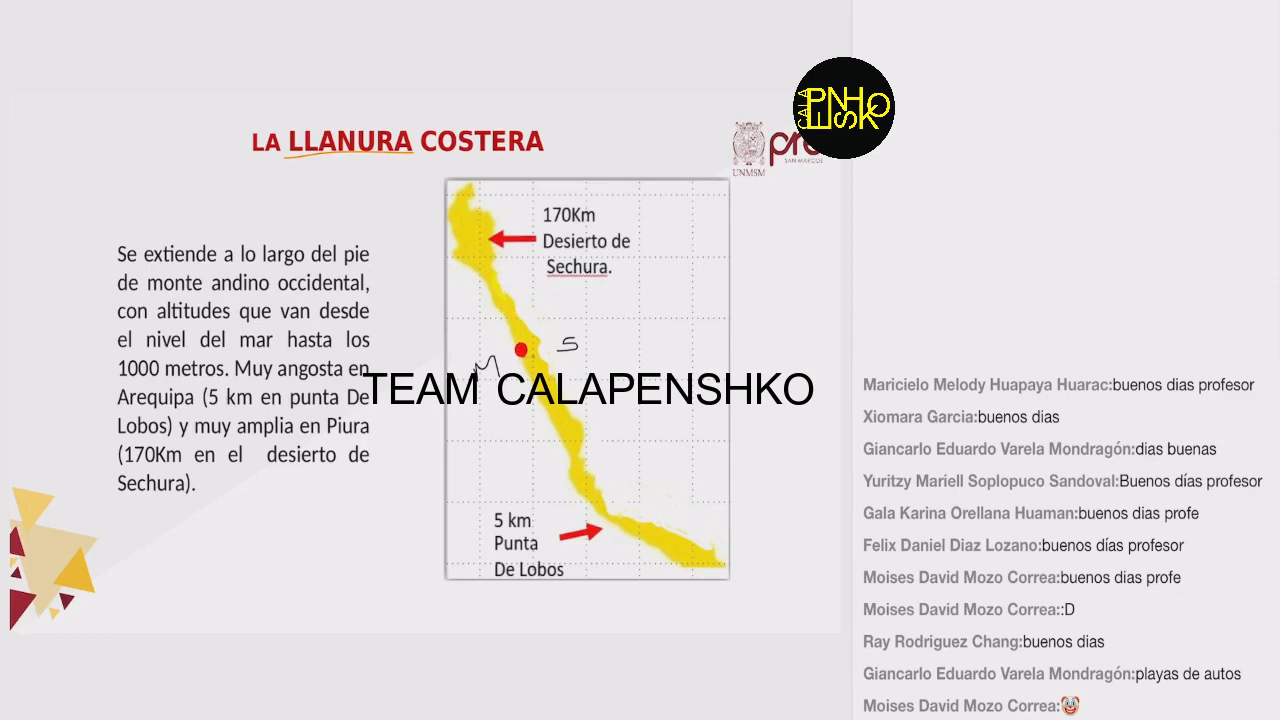 LA LLANURA COSTERA
UNMSM
SAN MARCOS
CALA
PENSHKO
Se extiende a lo largo del pie
de monte andino occidental,
con altitudes que van desde
el nivel del mar hasta los
1000 metros. Muy angosta en
Arequipa (5 km en punta De
Lobos) y muy amplia en Piura
(170Km en el desierto de
Sechura).
170Km
Desierto de
Sechura.
S
M
TEAM CALAPENSHKO
5 km
Punta
De Lobos
Maricielo Melody Huapaya Huarac:buenos dias profesor
Xiomara Garcia:buenos dias
Giancarlo Eduardo Varela Mondragón:dias buenas
Yuritzy Mariell Soplopuco Sandoval:Buenos días profesor
Gala Karina Orellana Huaman:buenos dias profe
Felix Daniel Diaz Lozano:buenos días profesor
Moises David Mozo Correa:buenos dias profe
Moises David Mozo Correa::D
Ray Rodriguez Chang:buenos dias
Giancarlo Eduardo Varela Mondragón:playas de autos
Moises David Mozo Correa:🤡